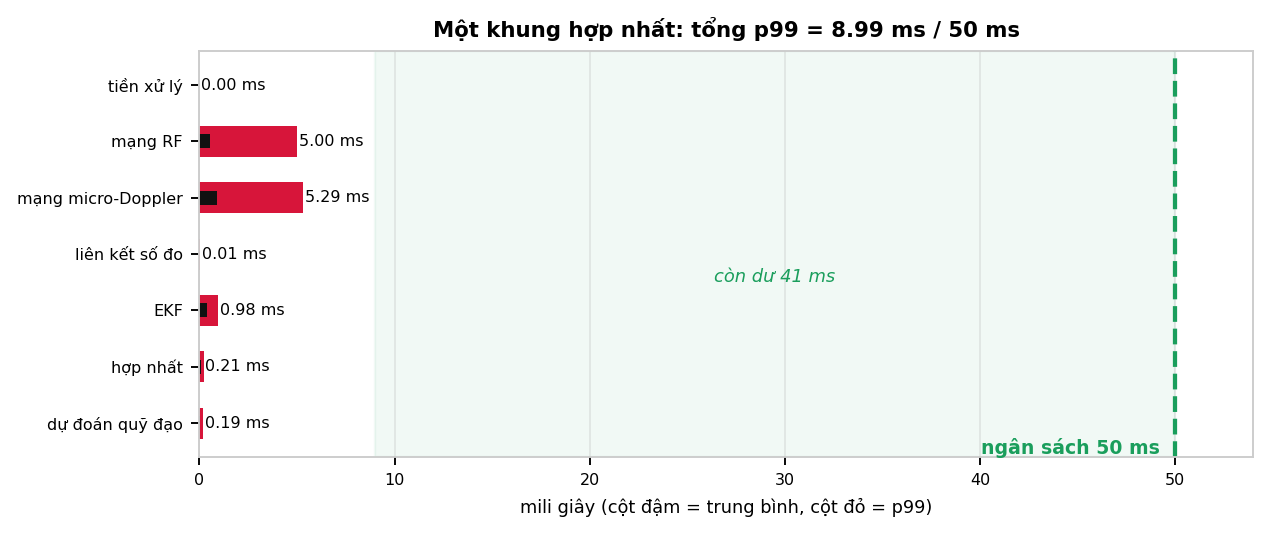 Một khung hợp nhất: tổng p99 = 8.99 ms / 50 ms
tiền xử lý 0.00 ms
mạng RF 5.00 ms
mạng micro-Doppler 5.29 ms
liên kết số đo 0.01 ms
còn dư 41 ms
EKF 0.98 ms
hợp nhất 0.21 ms
dự đoán quỹ đạo 0.19 ms
ngân sách 50 ms
0 10 20 30 40 50
mili giây (cột đậm = trung bình, cột đỏ = p99)